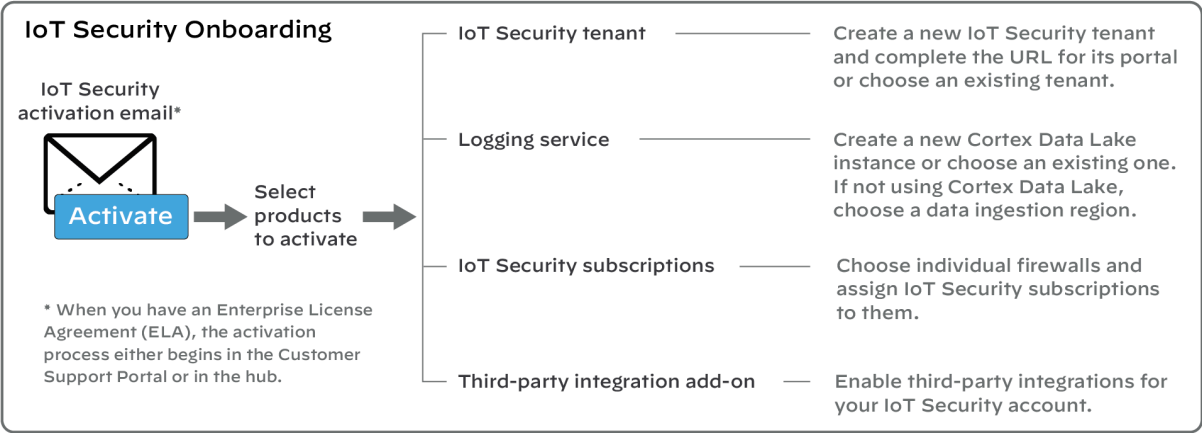 IoT Security Onboarding
IoT Security
activation email*
Activate
Select
products
to activate
* When you have an Enterprise License
Agreement (ELA), the activation
process either begins in the Customer
Support Portal or in the hub.
IoT Security tenant
Create a new IoT Security tenant
and complete the URL for its portal
or choose an existing tenant.
Logging service
Create a new Cortex Data Lake
instance or choose an existing one.
If not using Cortex Data Lake,
choose a data ingestion region.
IoT Security subscriptions
Choose individual firewalls and
assign IoT Security subscriptions
to them.
Third-party integration add-on
Enable third-party integrations for
your IoT Security account.